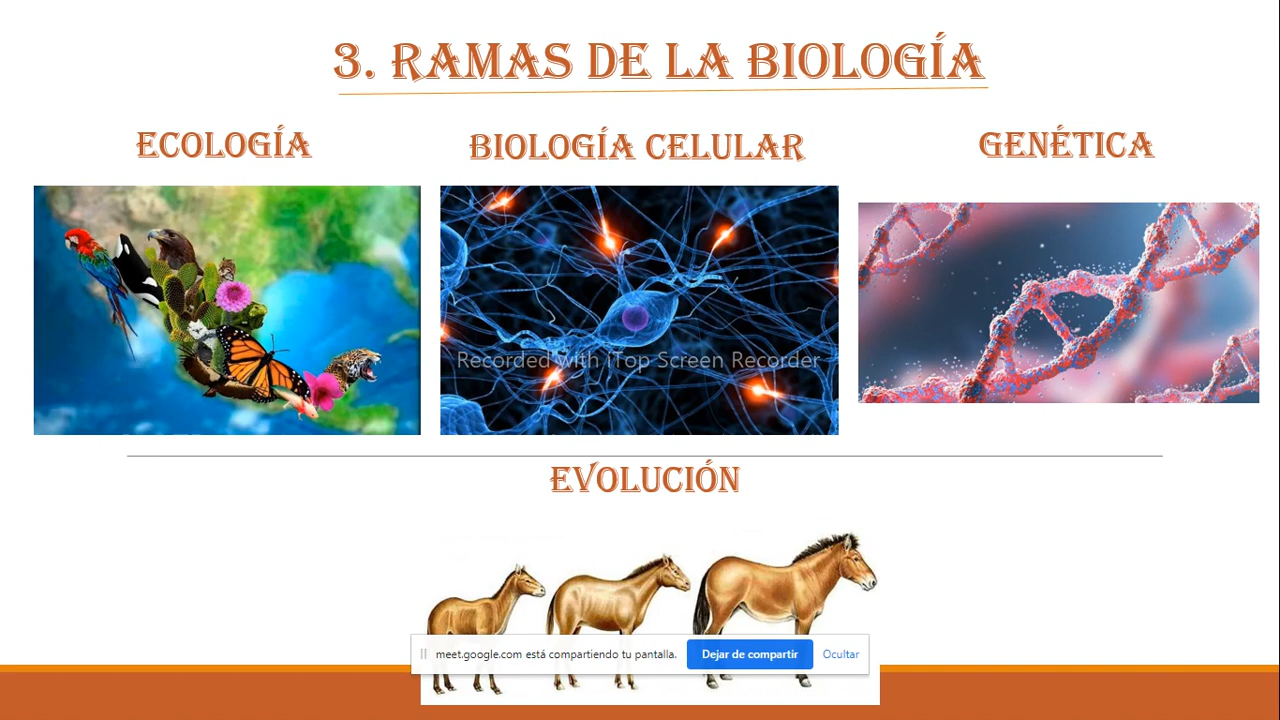 3. RAMAS DE LA BIOLOGÍA
ECOLOGÍA
BIOLOGÍA CELULAR
GENÉTICA
Recorded with iTop Screen Recorder
EVOLUCIÓN
meet.google.com está compartiendo tu pantalla.
Dejar de compartir
Ocultar